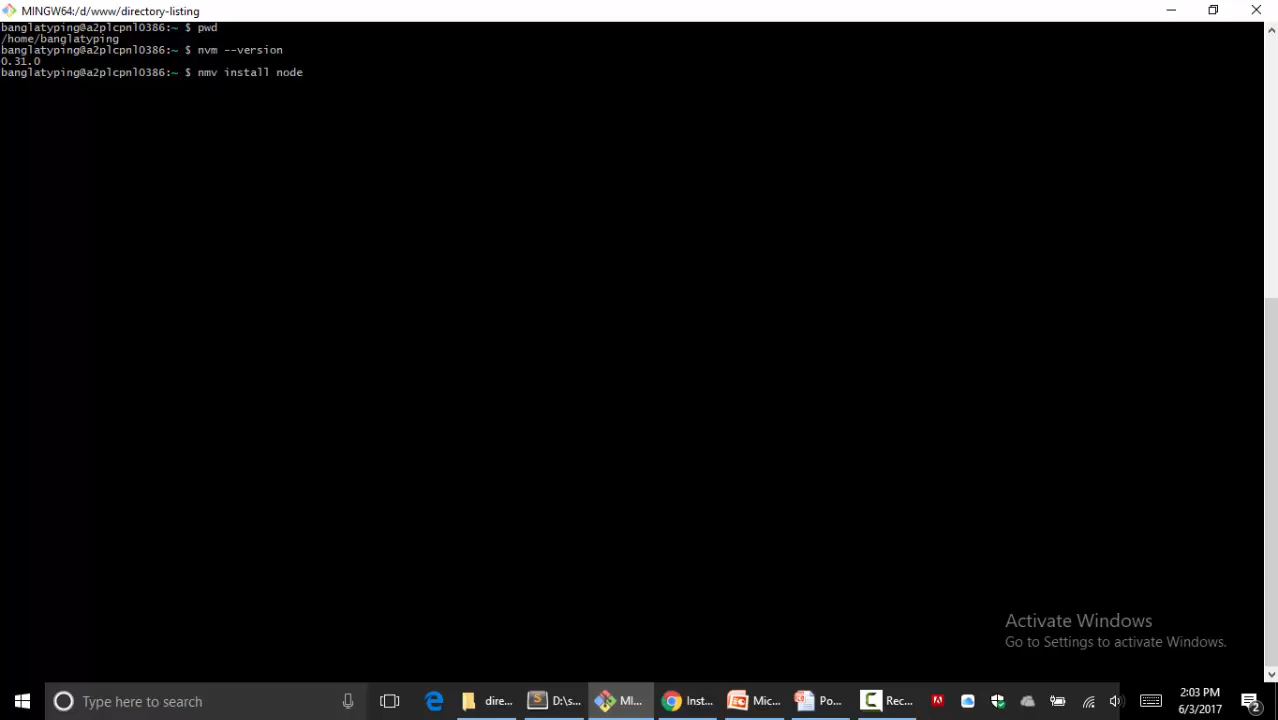 MINGW64:/d/www/directory-listing
banglatyping@a2plcpnl0386:~ $ pwd
/home/banglatyping
banglatyping@a2plcpnl0386:~ $ nvm --version
0.31.0
banglatyping@a2plcpnl0386:~ $ nmv install node
Activate Windows
Go to Settings to activate Windows.
Type here to search
dire...
D:\s...
MI...
Inst...
Mic...
Po...
Rec...
2:03 PM
6/3/2017
2